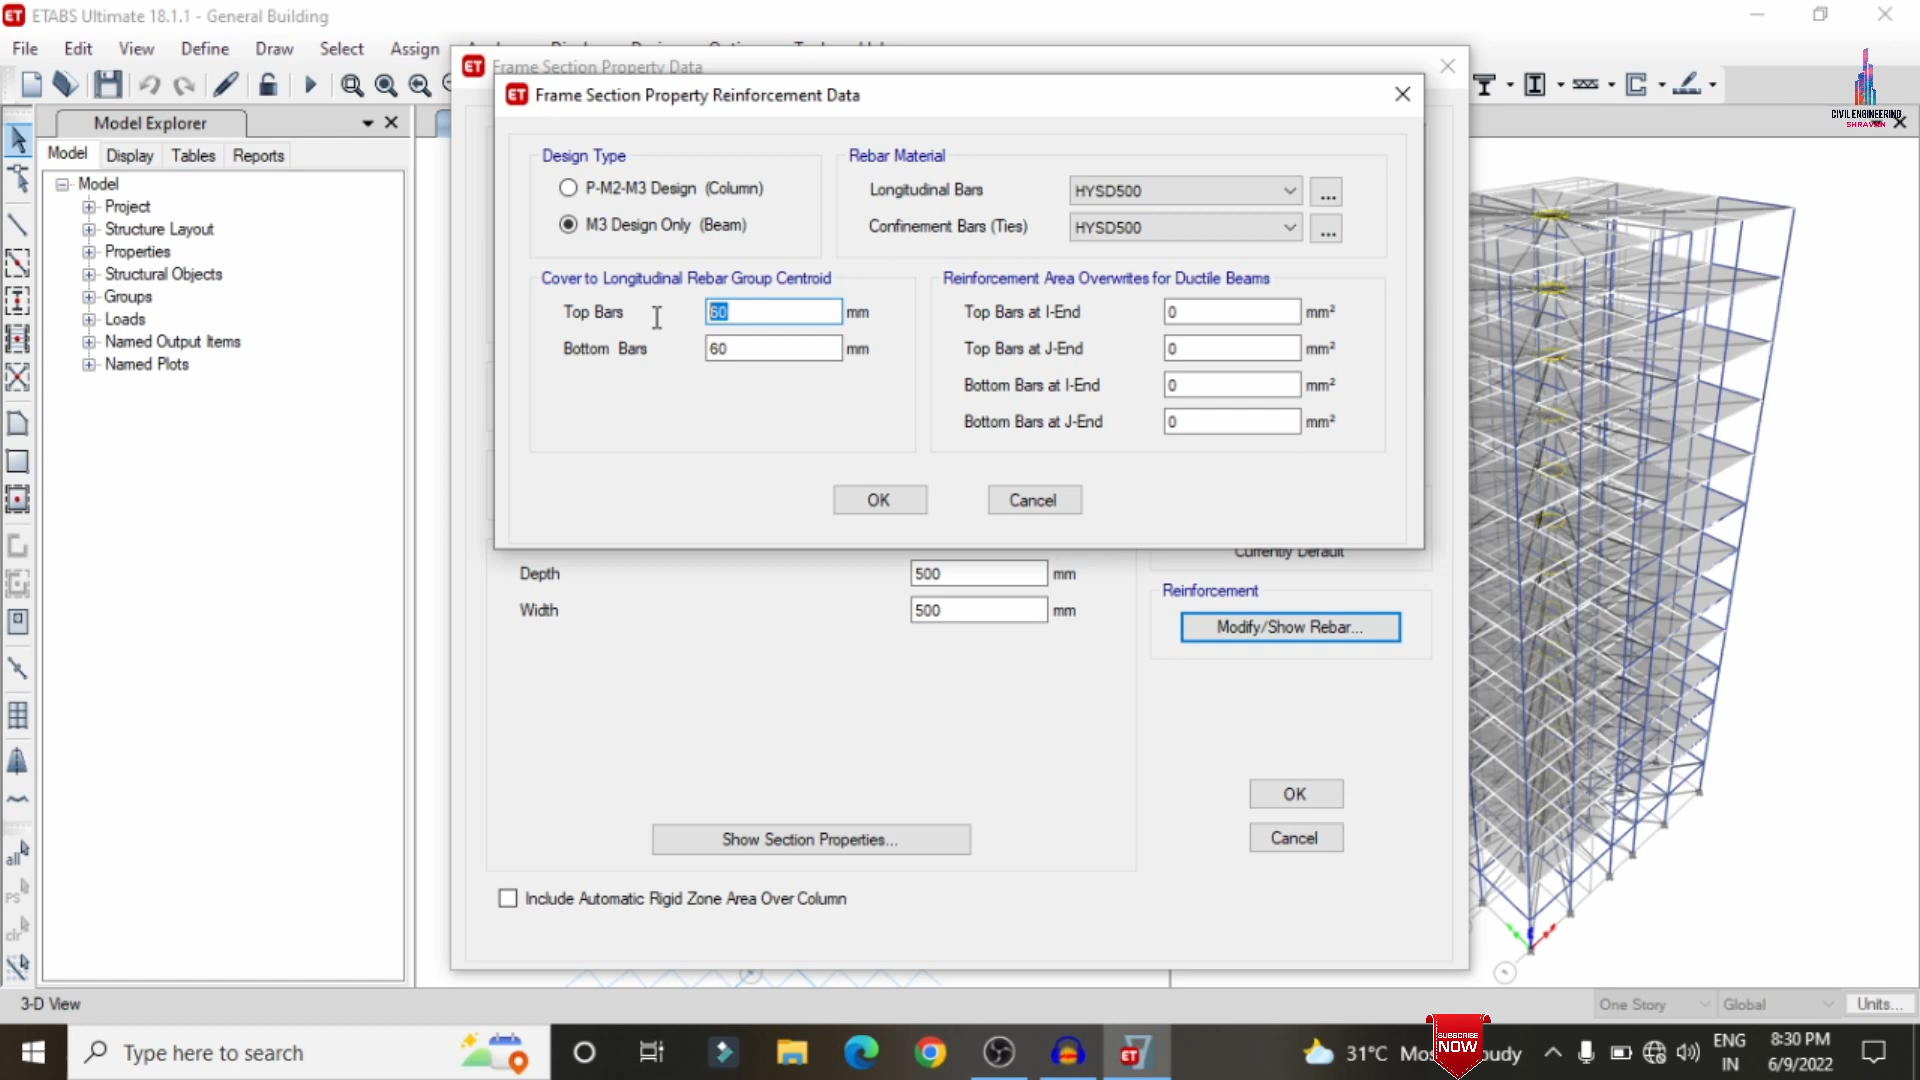 ETABS Ultimate 18.1.1 - General Building
File Edit View Define Draw Select Assign
CIVIL ENGINEERING
SHRAVAN
Frame Section Property Data
Frame Section Property Reinforcement Data
Model Explorer
Model Display Tables Reports
Model
Project
Structure Layout
Properties
Structural Objects
Groups
Loads
Named Output Items
Named Plots
Design Type
P-M2-M3 Design (Column)
M3 Design Only (Beam)
Rebar Material
Longitudinal Bars HYSD500 ...
Confinement Bars (Ties) HYSD500 ...
Cover to Longitudinal Rebar Group Centroid
Top Bars 60 mm
Bottom Bars 60 mm
Reinforcement Area Overwrites for Ductile Beams
Top Bars at I-End 0 mm²
Top Bars at J-End 0 mm²
Bottom Bars at I-End 0 mm²
Bottom Bars at J-End 0 mm²
OK Cancel
Currently Default
Depth 500 mm
Width 500 mm
Reinforcement
Modify/Show Rebar...
OK
Cancel
Show Section Properties...
Include Automatic Rigid Zone Area Over Column
all
PS
clr
3-D View
One Story Global Units...
Type here to search
31°C
SUBSCRIBE
NOW
ENG
IN
8:30 PM
6/9/2022